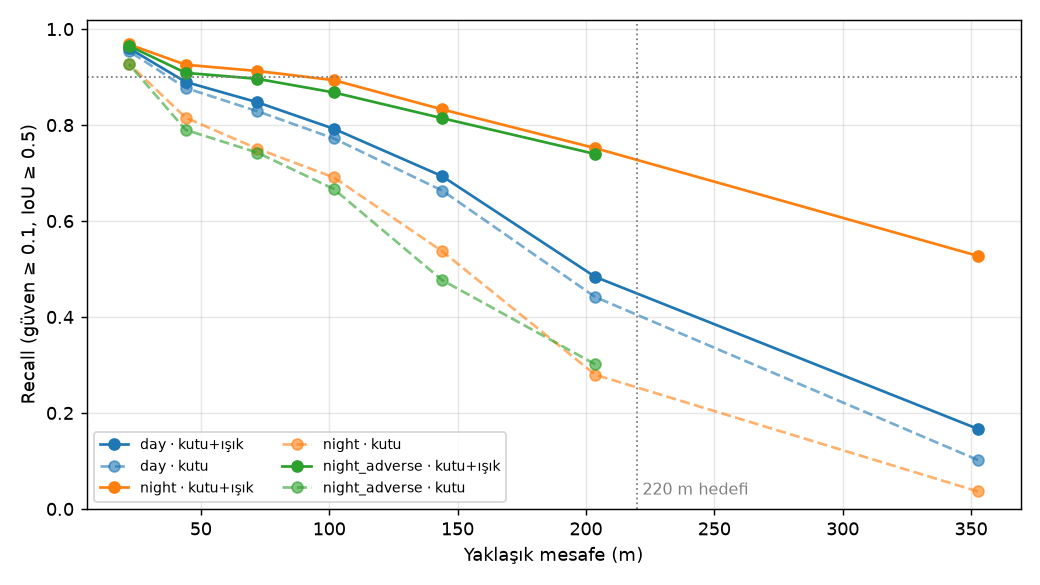 1.0
0.8
0.6
0.4
0.2
0.0
Recall (güven ≥ 0.1, IoU ≥ 0.5)
day · kutu+ışık
day · kutu
night · kutu+ışık
night · kutu
night_adverse · kutu+ışık
night_adverse · kutu
220 m hedefi
50 100 150 200 250 300 350
Yaklaşık mesafe (m)